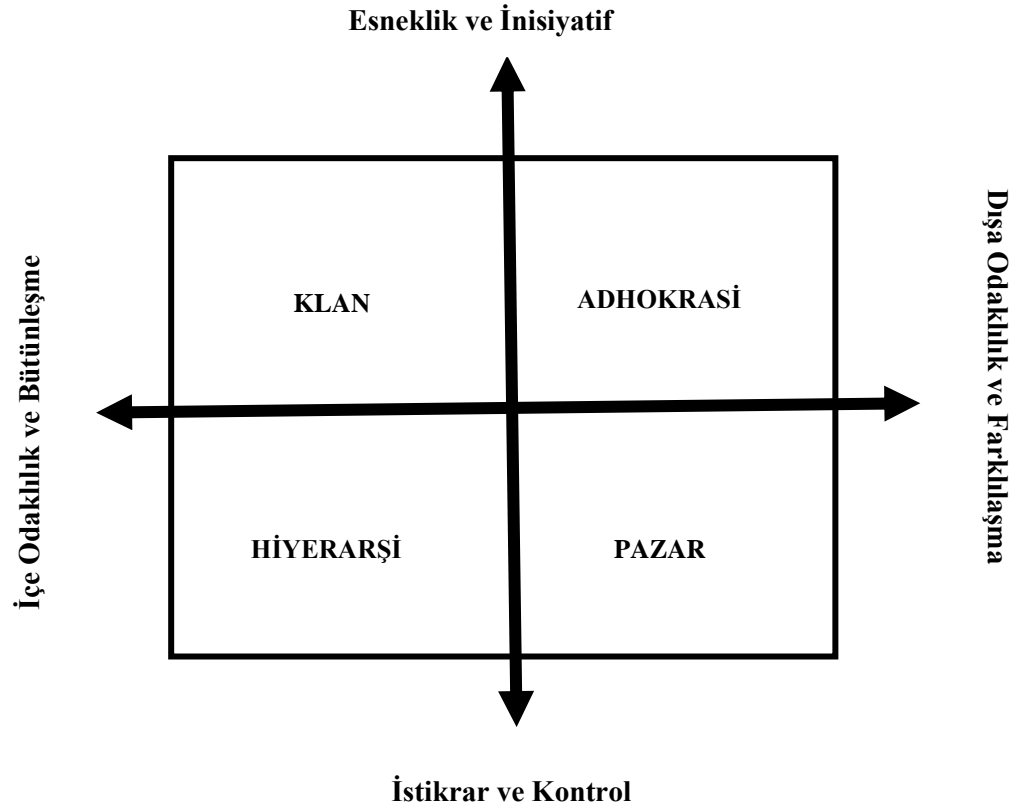 Esneklik ve İnisiyatif
Dışa Odaklılık ve Farklılaşma
İçe Odaklılık ve Bütünleşme
KLAN
ADHOKRASİ
HİYERARŞİ
PAZAR
İstikrar ve Kontrol